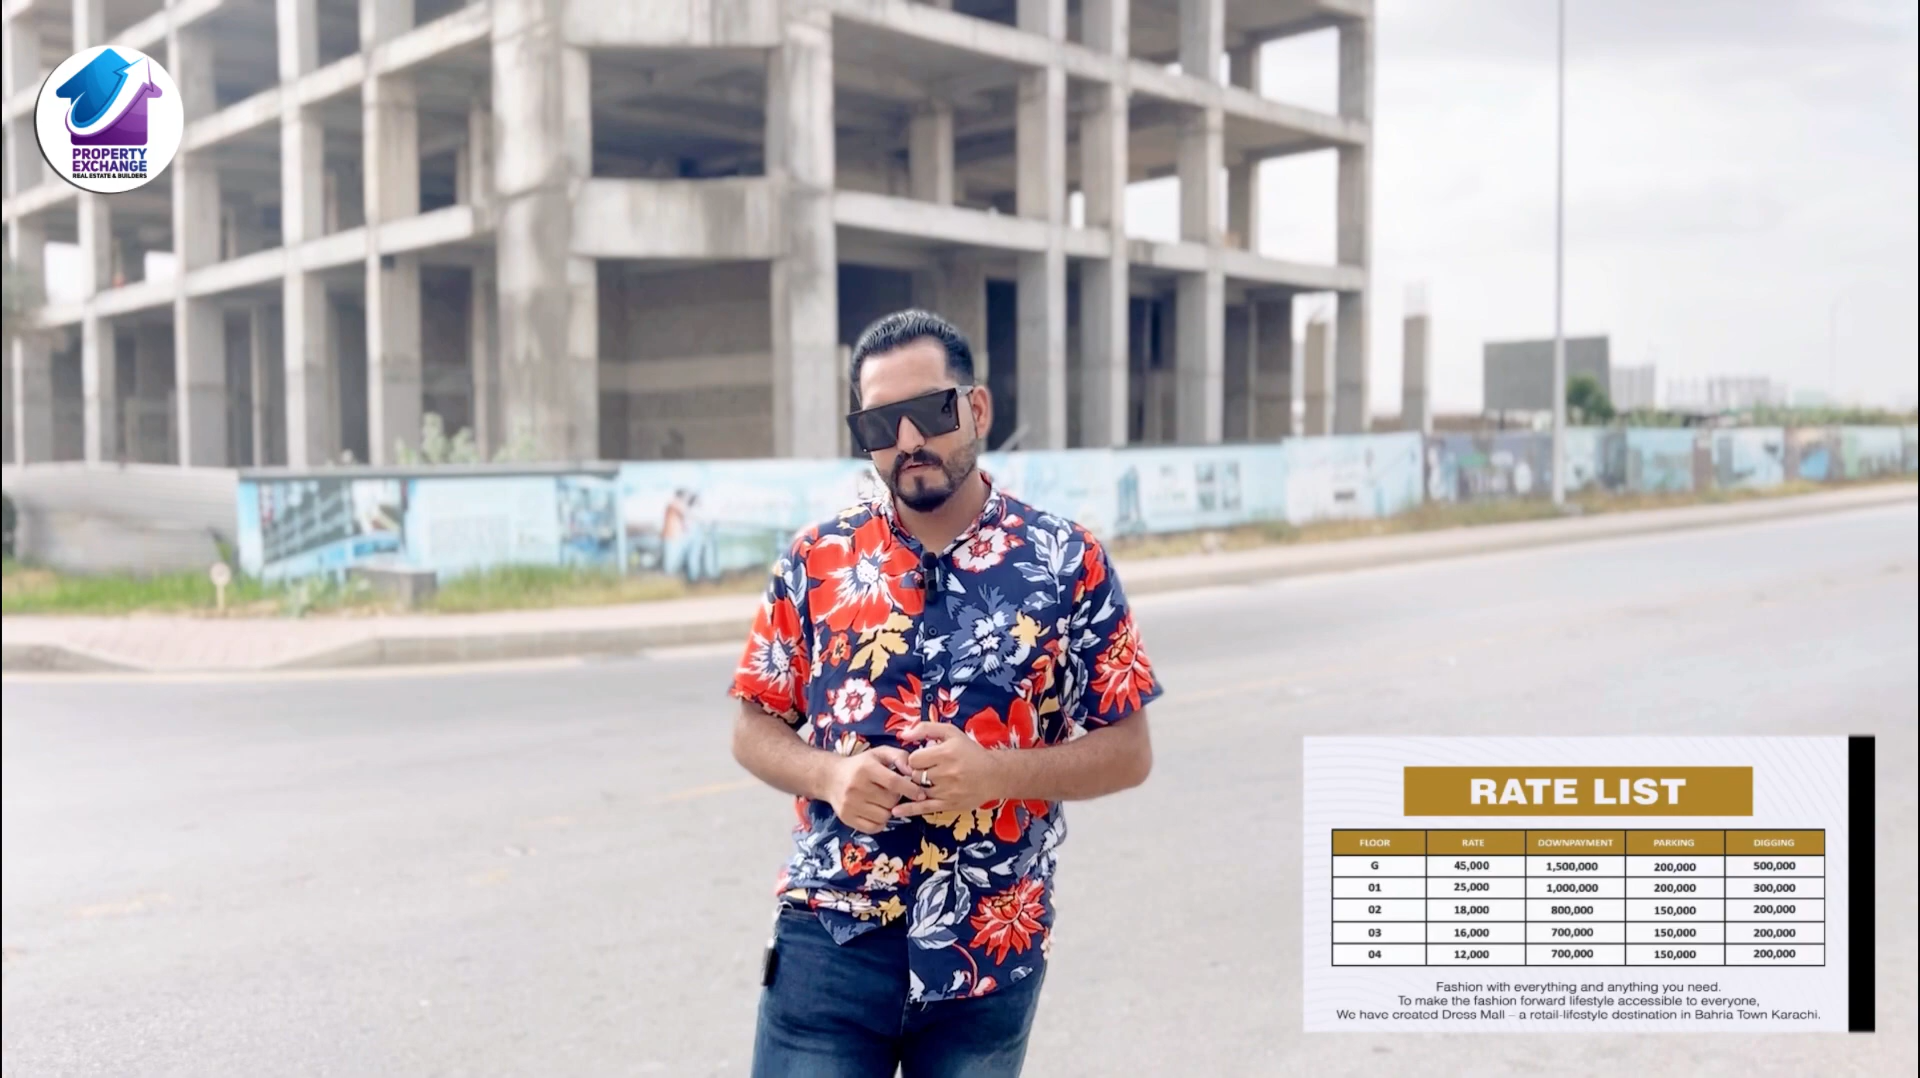 PROPERTY
EXCHANGE
REAL ESTATE & BUILDERS
RATE LIST
FLOOR RATE DOWNPAYMENT PARKING DIGGING
G 45,000 1,500,000 200,000 500,000
01 25,000 1,000,000 200,000 300,000
02 18,000 800,000 150,000 200,000
03 16,000 700,000 150,000 200,000
04 12,000 700,000 150,000 200,000
Fashion with everything and anything you need.
To make the fashion forward lifestyle accessible to everyone,
We have created Dress Mall – a retail-lifestyle destination in Bahria Town Karachi.